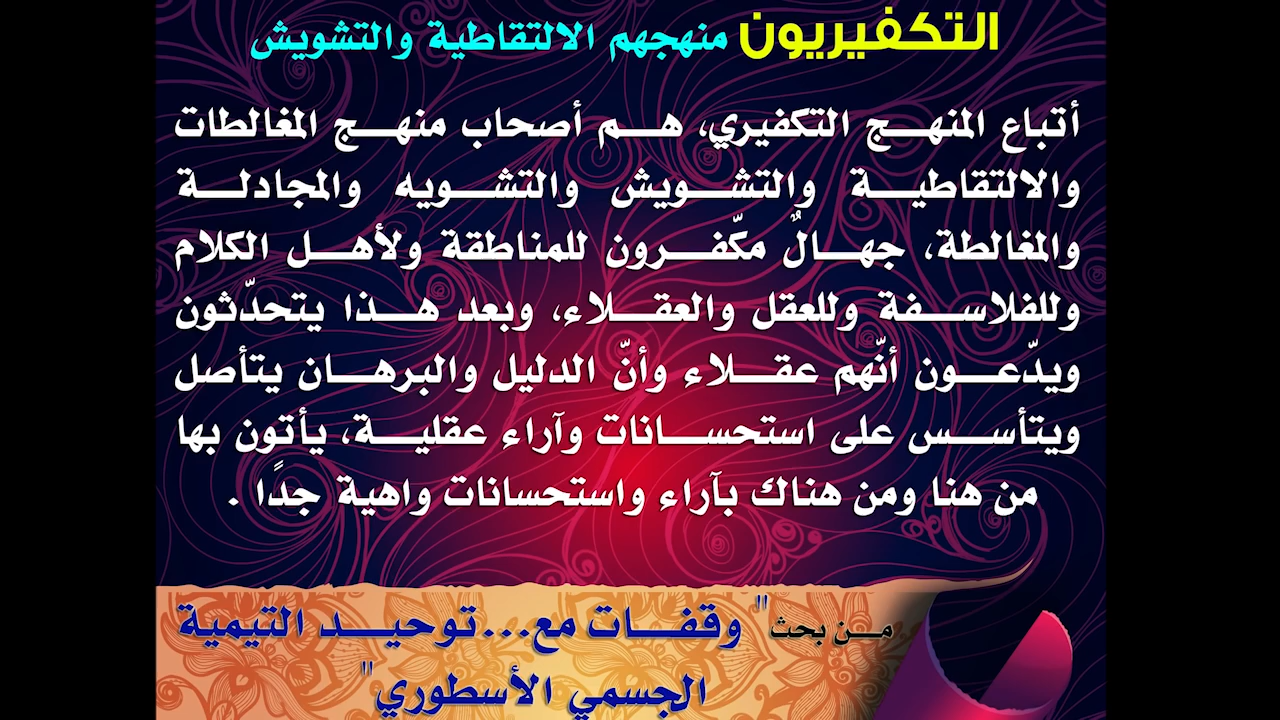 التكفيريون منهجهم الالتقاطية والتشويش
أتباع المنهج التكفيري، هم أصحاب منهج المغالطات
والالتقاطية والتشويش والتشويه والمجادلة
والمغالطة، جهالٌ مكّفرون للمناطقة ولأهل الكلام
وللفلاسفة وللعقل والعقلاء، وبعد هذا يتحدّثون
ويدّعون أنّهم عقلاء وأنّ الدليل والبرهان يتأصل
ويتأسس على استحسانات وآراء عقلية، يأتون بها
من هنا ومن هناك بآراء واستحسانات واهية جدًا .
من بحث" وقفات مع...توحيد التيمية
الجسمي الأسطوري"